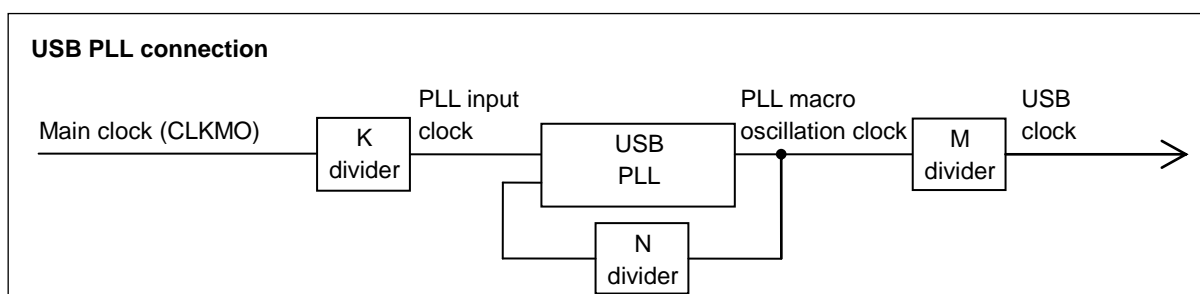 USB PLL connection
Main clock (CLKMO)
K
divider
PLL input
clock
USB
PLL
N
divider
PLL macro
oscillation clock
M
divider
USB
clock